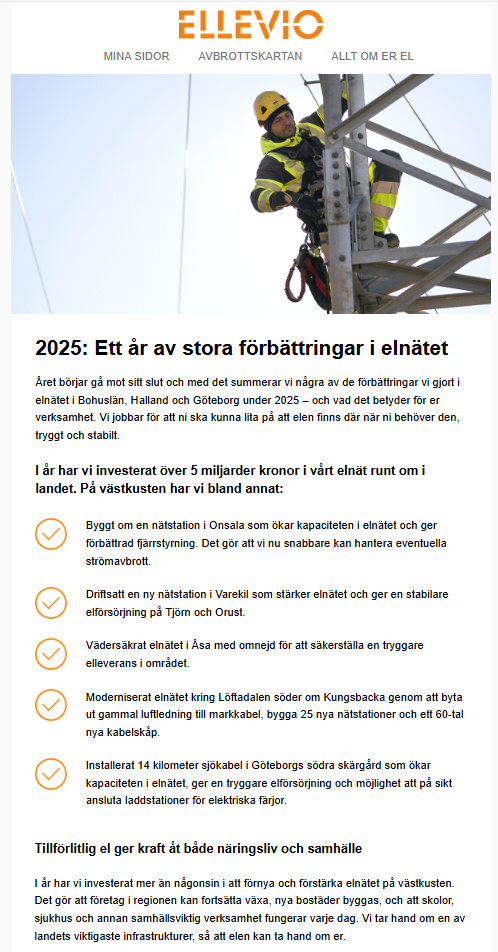 ELLEVIO
MINA SIDOR AVBROTTSKARTAN ALLT OM ER EL
2025: Ett år av stora förbättringar i elnätet
Året börjar gå mot sitt slut och med det summerar vi några av de förbättringar vi gjort i
elnätet i Bohuslän, Halland och Göteborg under 2025 – och vad det betyder för er
verksamhet. Vi jobbar för att ni ska kunna lita på att elen finns där när ni behöver den,
tryggt och stabilt.
I år har vi investerat över 5 miljarder kronor i vårt elnät runt om i
landet. På västkusten har vi bland annat:
Byggt om en nätstation i Onsala som ökar kapaciteten i elnätet och ger
förbättrad fjärrstyrning. Det gör att vi nu snabbare kan hantera eventuella
strömavbrott.
Driftsatt en ny nätstation i Varekil som stärker elnätet och ger en stabilare
elförsörjning på Tjörn och Orust.
Vädersäkrat elnätet i Åsa med omnejd för att säkerställa en tryggare
elleverans i området.
Moderniserat elnätet kring Löftadalen söder om Kungsbacka genom att byta
ut gammal luftledning till markkabel, bygga 25 nya nätstationer och ett 60-tal
nya kabelskåp.
Installerat 14 kilometer sjökabel i Göteborgs södra skärgård som ökar
kapaciteten i elnätet, ger en tryggare elförsörjning och möjlighet att på sikt
ansluta laddstationer för elektriska färjor.
Tillförlitlig el ger kraft åt både näringsliv och samhälle
I år har vi investerat mer än någonsin i att förnya och förstärka elnätet på västkusten.
Det gör att företag i regionen kan fortsätta växa, nya bostäder byggas, och att skolor,
sjukhus och annan samhällsviktig verksamhet fungerar varje dag. Vi tar hand om en av
landets viktigaste infrastrukturer, så att elen kan ta hand om er.